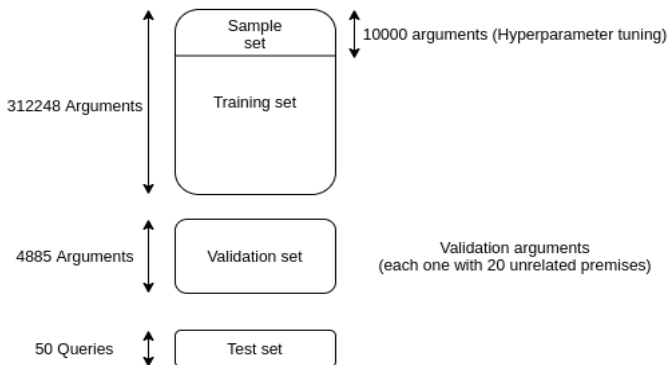 Sample
set
10000 arguments (Hyperparameter tuning)
312248 Arguments
Training set
4885 Arguments
Validation set
Validation arguments
(each one with 20 unrelated premises)
50 Queries
Test set